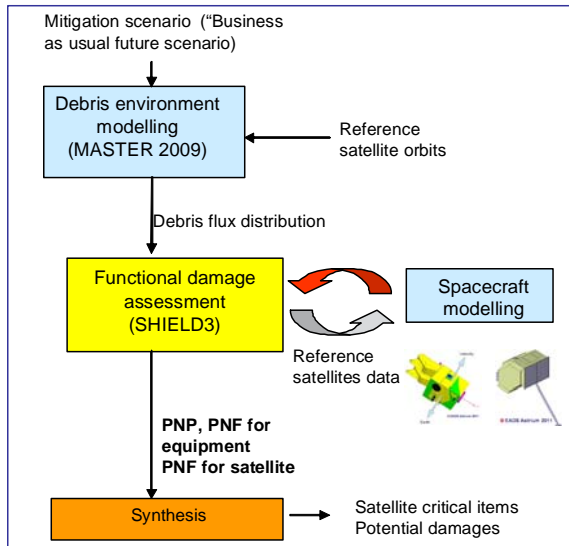 Mitigation scenario (“Business
as usual future scenario)
Debris environment
modelling
(MASTER 2009)
Reference
satellite orbits
Debris flux distribution
Functional damage
assessment
(SHIELD3)
Spacecraft
modelling
Reference
satellites data
PNP, PNF for
equipment
PNF for satellite
Synthesis
Satellite critical items
Potential damages